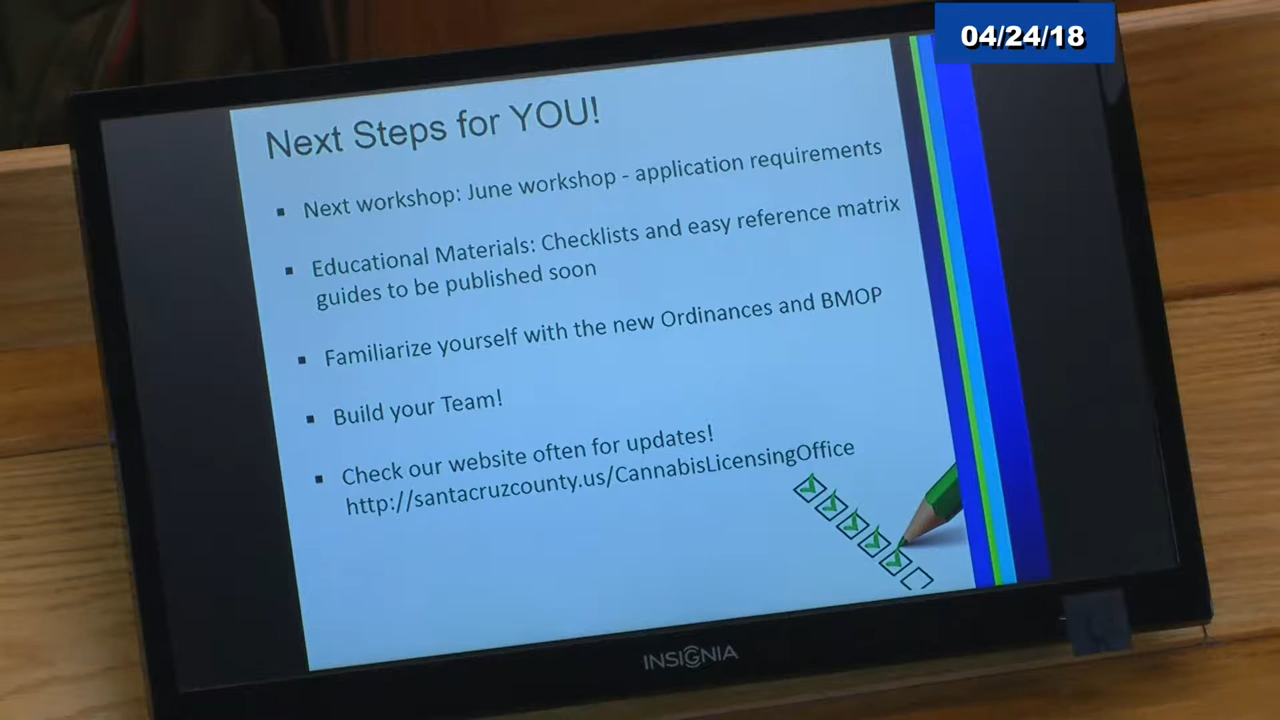 04/24/18
Next Steps for YOU!
▪ Next workshop: June workshop - application requirements
▪ Educational Materials: Checklists and easy reference matrix
guides to be published soon
▪ Familiarize yourself with the new Ordinances and BMOP
▪ Build your Team!
▪ Check our website often for updates!
http://santacruzcounty.us/CannabisLicensingOffice
INSIGNIA